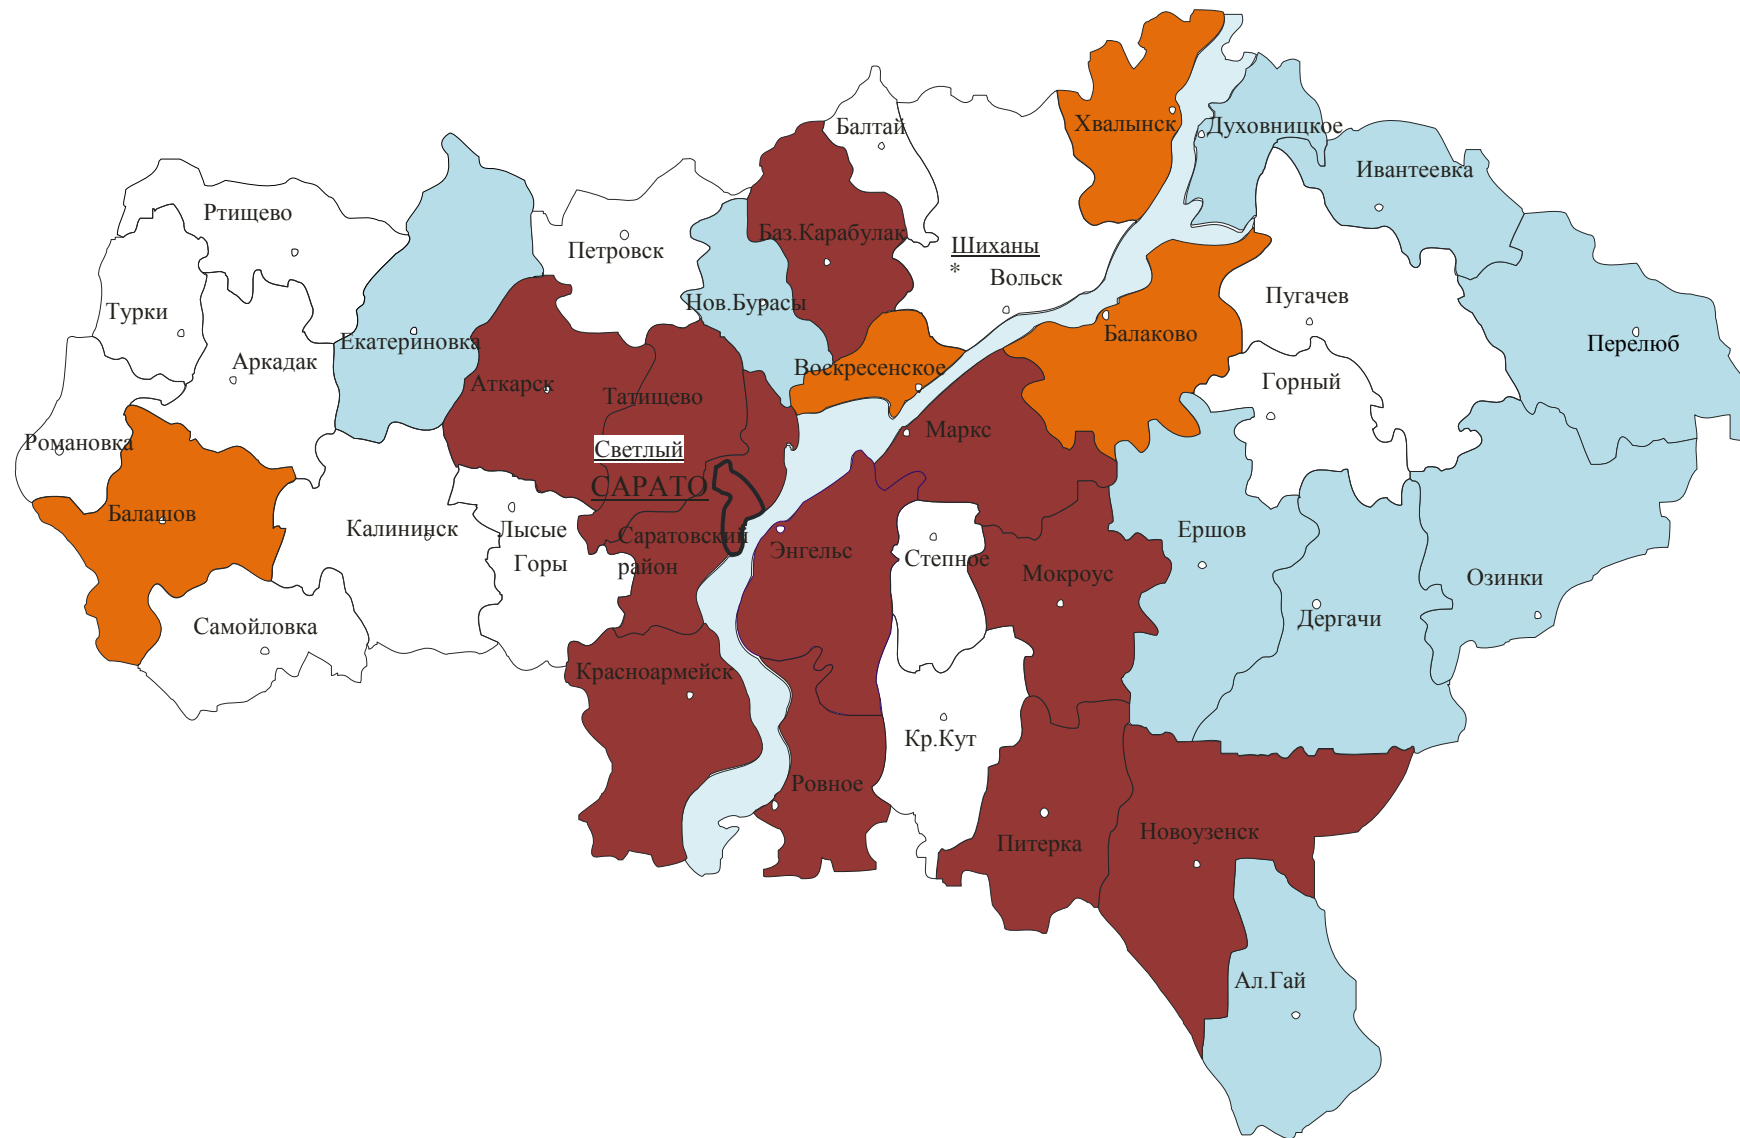 Балтай
Хвалынск
Духовницкое
Ивантеевка
Ртищево
Петровск
Баз.Карабулак
Шиханы
*
Вольск
Турки
Нов.Бурасы
Пугачев
Екатериновка
Балаково
Перелюб
Аркадак
Воскресенское
Аткарск
Татищево
Горный
Романовка
Маркс
Светлый
САРАТО
Балашов
Калининск
Лысые
Горы
Саратовский
район
Энгельс
Степное
Ершов
Мокроус
Озинки
Дергачи
Самойловка
Красноармейск
Кр.Кут
Ровное
Питерка
Новоузенск
Ал.Гай